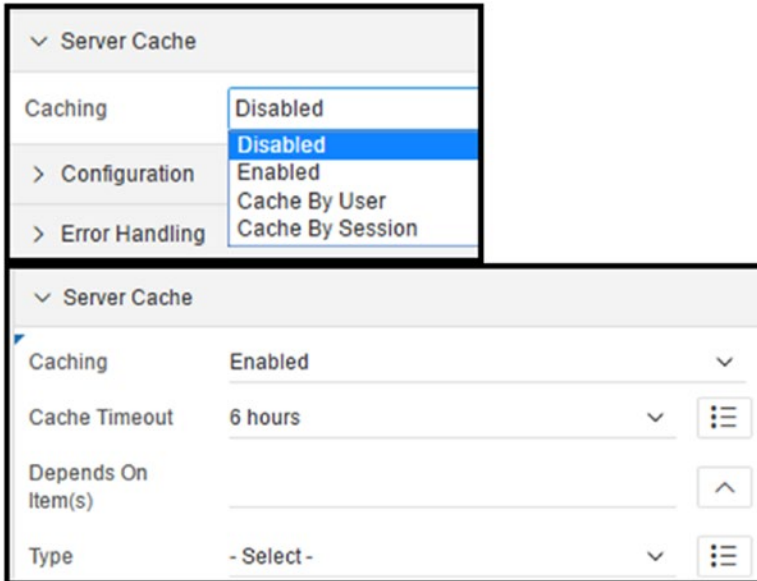 Server Cache
Caching Disabled
Disabled
Configuration Enabled
Cache By User
Error Handling Cache By Session
Server Cache
Caching Enabled
Cache Timeout 6 hours
Depends On
Item(s)
Type - Select -